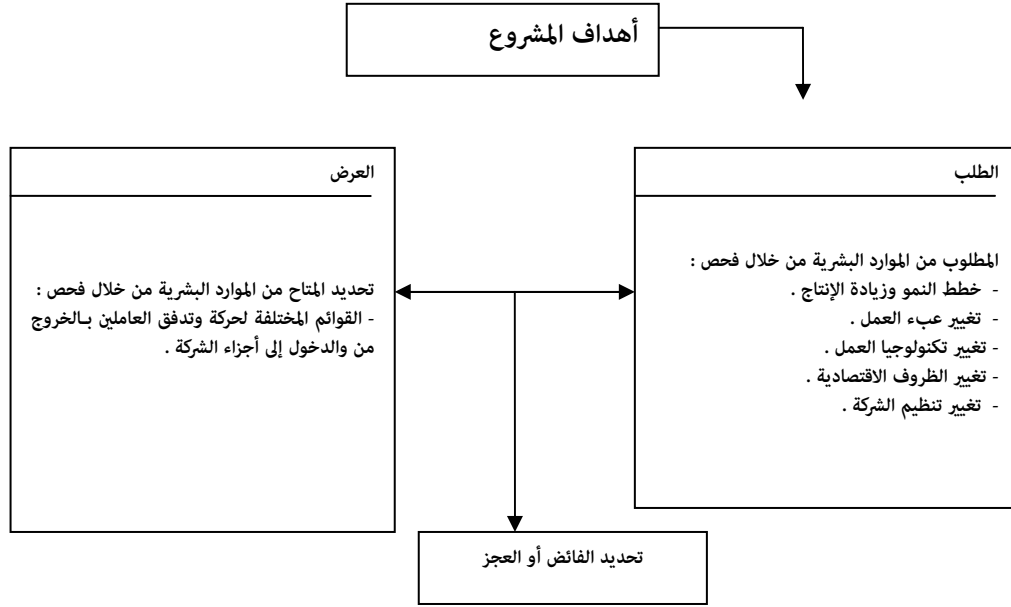 أهداف المشروع
الطلب
المطلوب من الموارد البشرية من خلال فحص :
- خطط النمو وزيادة الإنتاج .
- تغيير عبء العمل .
- تغيير تكنولوجيا العمل .
- تغيير الظروف الاقتصادية .
- تغيير تنظيم الشركة .
العرض
تحديد المتاح من الموارد البشرية من خلال فحص :
- القوائم المختلفة لحركة وتدفق العاملين بالخروج
من والدخول إلى أجزاء الشركة .
تحديد الفائض أو العجز